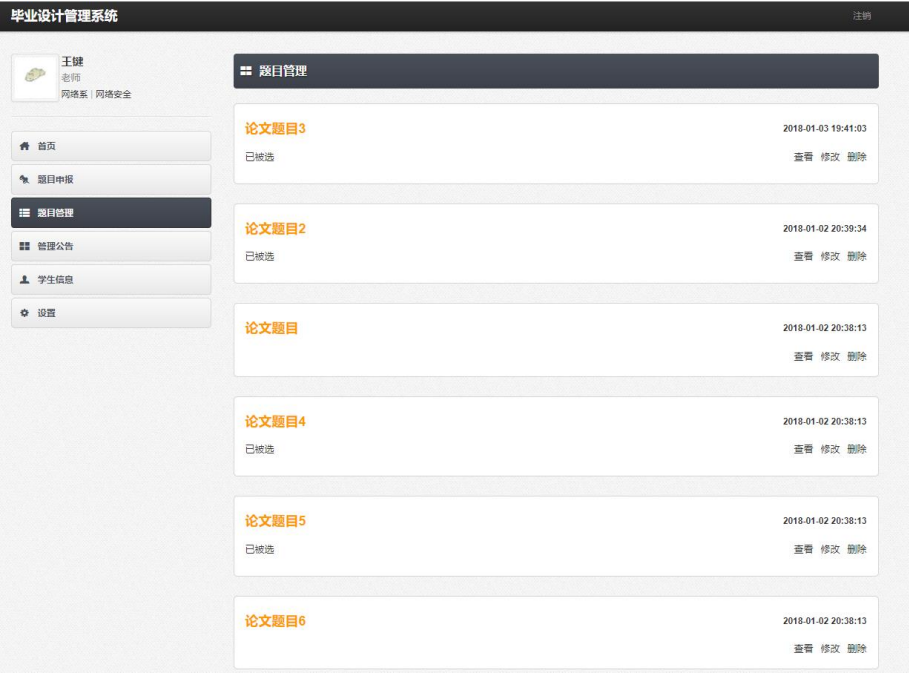 毕业设计管理系统 注销
王健
老师
网络系 | 网络安全
首页
题目申报
题目管理
管理公告
学生信息
设置
题目管理
论文题目3 2018-01-03 19:41:03
已被选 查看 修改 删除
论文题目2 2018-01-02 20:39:34
已被选 查看 修改 删除
论文题目 2018-01-02 20:38:13
查看 修改 删除
论文题目4 2018-01-02 20:38:13
已被选 查看 修改 删除
论文题目5 2018-01-02 20:38:13
已被选 查看 修改 删除
论文题目6 2018-01-02 20:38:13
查看 修改 删除